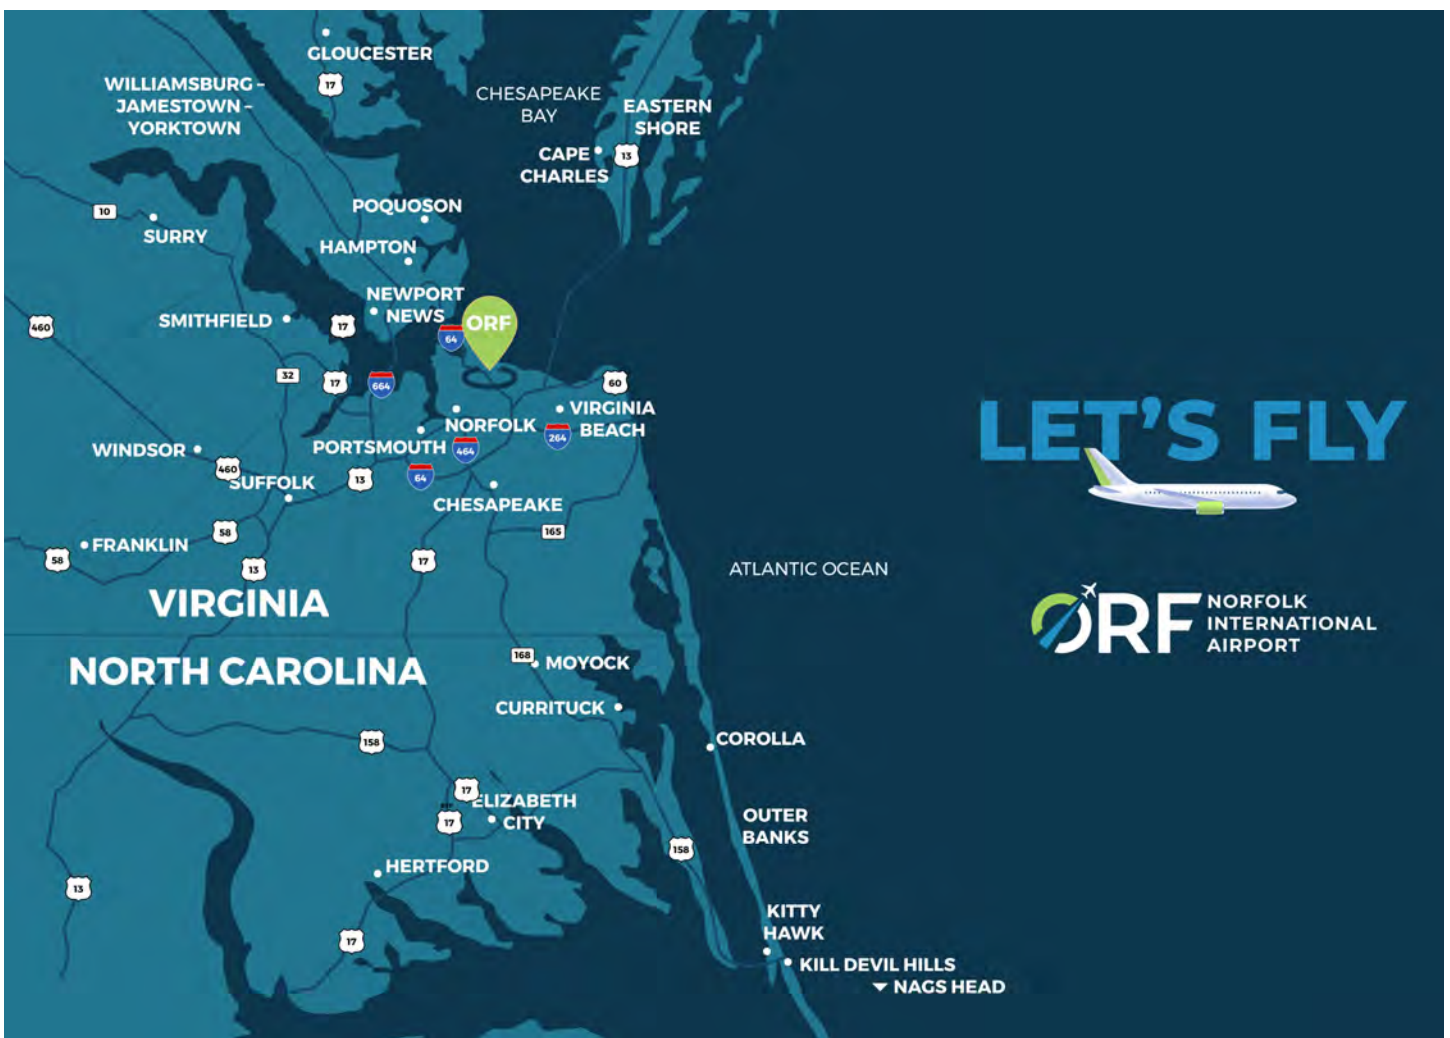 GLOUCESTER
17
WILLIAMSBURG –
JAMESTOWN –
YORKTOWN
CHESAPEAKE
BAY
EASTERN
SHORE
13
CAPE
CHARLES
10
SURRY
POQUOSON
HAMPTON
NEWPORT
NEWS
ORF
64
460
SMITHFIELD
17
32
17
664
60
NORFOLK
VIRGINIA
BEACH
264
PORTSMOUTH
464
64
WINDSOR
460
SUFFOLK
13
CHESAPEAKE
165
58
FRANKLIN
58
13
17
ATLANTIC OCEAN
VIRGINIA
NORTH CAROLINA
168
MOYOCK
CURRITUCK
COROLLA
158
17
ELIZABETH
CITY
17
OUTER
BANKS
158
HERTFORD
13
17
KITTY
HAWK
KILL DEVIL HILLS
NAGS HEAD
LET'S FLY
ORF
NORFOLK
INTERNATIONAL
AIRPORT